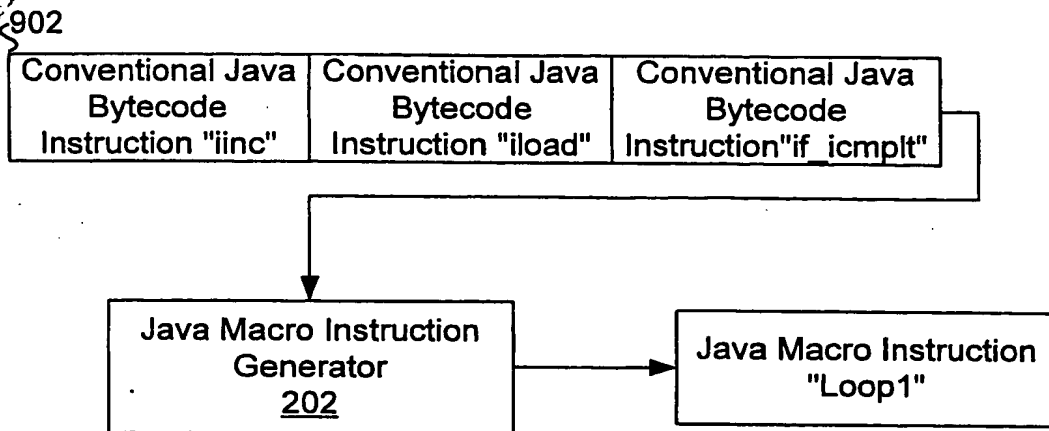 902
Conventional Java
Bytecode
Instruction "iinc"
Conventional Java
Bytecode
Instruction "iload"
Conventional Java
Bytecode
Instruction"if_icmplt"
Java Macro Instruction
Generator
202
Java Macro Instruction
"Loop1"